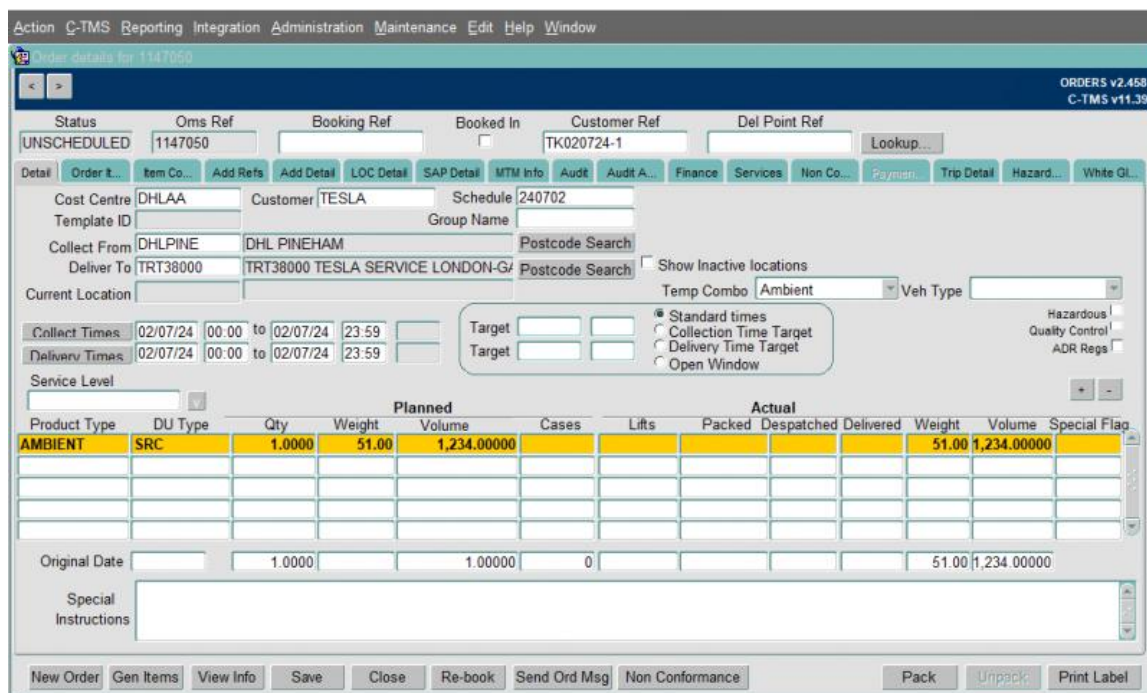 Action C-TMS Reporting Integration Administration Maintenance Edit Help Window
Order details for 1147050
< >
ORDERS v2.458
C-TMS v11.39
Status Oms Ref Booking Ref Booked In Customer Ref Del Point Ref
UNSCHEDULED 1147050 TK020724-1 Lookup...
Detail Order It... Item Co... Add Refs Add Detail LOC Detail SAP Detail MTM Info Audit Audit A... Finance Services Non Co... Paymen... Trip Detail Hazard... White Gl...
Cost Centre DHLAA Customer TESLA Schedule 240702
Template ID Group Name
Collect From DHLPINE DHL PINEHAM Postcode Search
Deliver To TRT38000 TRT38000 TESLA SERVICE LONDON-GA Postcode Search Show Inactive locations
Current Location Temp Combo Ambient Veh Type
Collect Times 02/07/24 00:00 to 02/07/24 23:59 Target Standard times Hazardous
Collection Time Target Quality Control
Delivery Times 02/07/24 00:00 to 02/07/24 23:59 Target Delivery Time Target ADR Regs
Open Window
Service Level + -
Planned Actual
Product Type DU Type Qty Weight Volume Cases Lifts Packed Despatched Delivered Weight Volume Special Flag
AMBIENT SRC 1.0000 51.00 1,234.00000 51.00 1,234.00000
Original Date 1.0000 1.00000 0 51.00 1,234.00000
Special
Instructions
New Order Gen Items View Info Save Close Re-book Send Ord Msg Non Conformance Pack Unpack Print Label